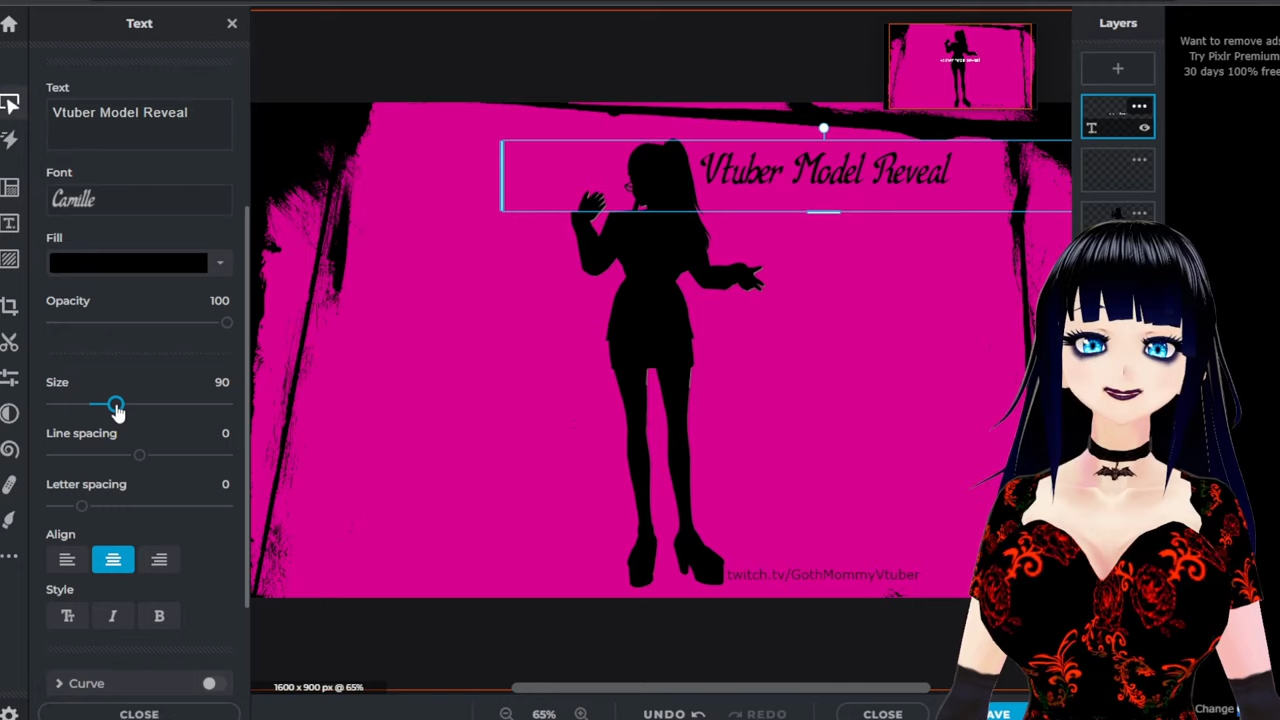 Text
Layers
Want to remove ads
Try Pixlr Premium
30 days 100% free
Text
Vtuber Model Reveal
Font
Camille
Fill
Opacity 100
Size 90
Line spacing 0
Letter spacing 0
Align
Style
Curve
CLOSE
Vtuber Model Reveal
twitch.tv/GothMommyVtuber
1600 x 900 px @ 65%
65%
UNDO
REDO
CLOSE
AVE
Change